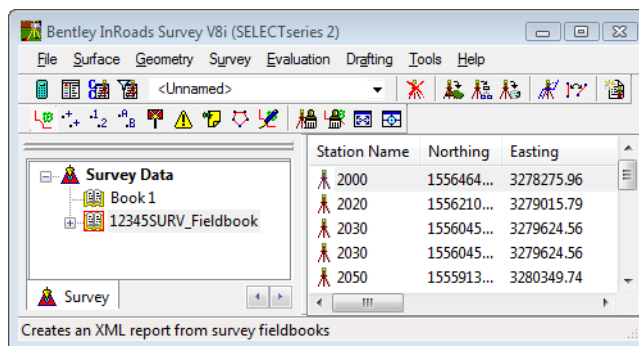 Bentley InRoads Survey V8i (SELECTseries 2)
File Surface Geometry Survey Evaluation Drafting Tools Help
<Unnamed>
Survey Data
Book 1
12345SURV_Fieldbook
Survey
Station Name Northing Easting
2000 1556464... 3278275.96
2020 1556210... 3279015.79
2030 1556045... 3279624.56
2030 1556045... 3279624.56
2050 1555913... 3280349.74
Creates an XML report from survey fieldbooks